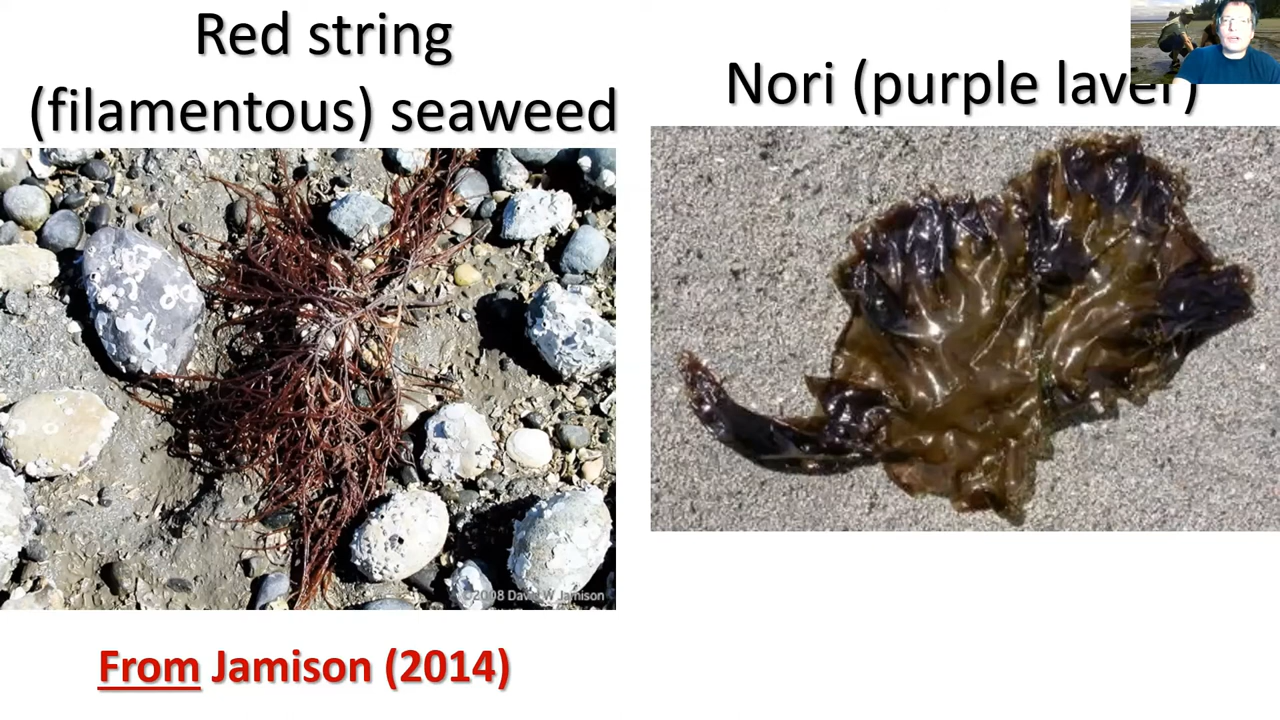 Red string
(filamentous) seaweed
Nori (purple laver)
©2008 David W Jamison
From Jamison (2014)